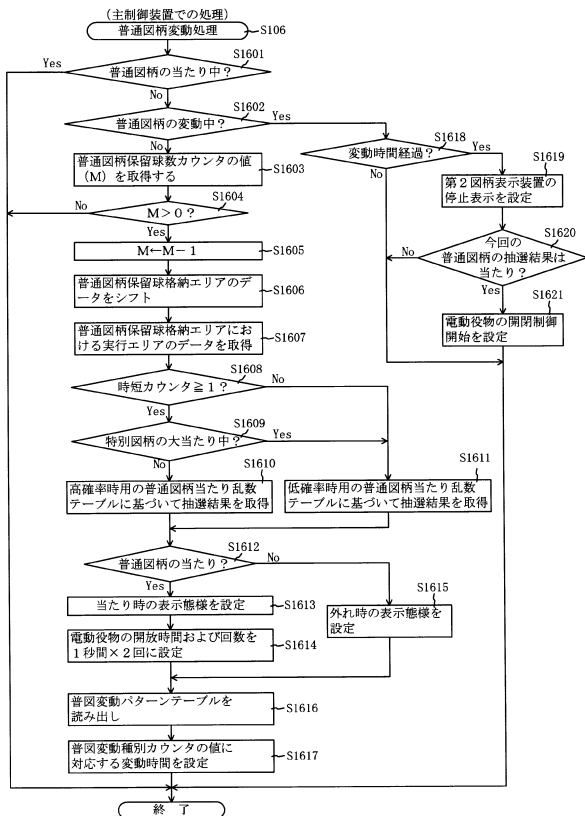 (主制御装置での処理)
普通図柄変動処理
S106
S1601
普通図柄の当たり中?
Yes
No
S1602
普通図柄の変動中?
Yes
No
普通図柄保留球数カウンタの値
(M)を取得する
S1603
S1604
M>0?
No
Yes
M←M-1
S1605
普通図柄保留球格納エリアのデ
ータをシフト
S1606
普通図柄保留球格納エリアにお
ける実行エリアのデータを取得
S1607
S1608
時短カウンタ≧1?
No
Yes
S1609
特別図柄の大当たり中?
Yes
No
S1610
高確率時用の普通図柄当たり乱数
テーブルに基づいて抽選結果を取得
S1611
低確率時用の普通図柄当たり乱数
テーブルに基づいて抽選結果を取得
S1612
普通図柄の当たり?
No
Yes
当たり時の表示態様を設定
S1613
電動役物の開放時間および回数を
1秒間×2回に設定
S1614
S1615
外れ時の表示態様を
設定
普図変動パターンテーブルを
読み出し
S1616
普図変動種別カウンタの値に
対応する変動時間を設定
S1617
S1618
変動時間経過?
Yes
No
S1619
第2図柄表示装置の
停止表示を設定
S1620
今回の
普通図柄の抽選結果は
当たり?
No
Yes
S1621
電動役物の開閉制御
開始を設定
終 了